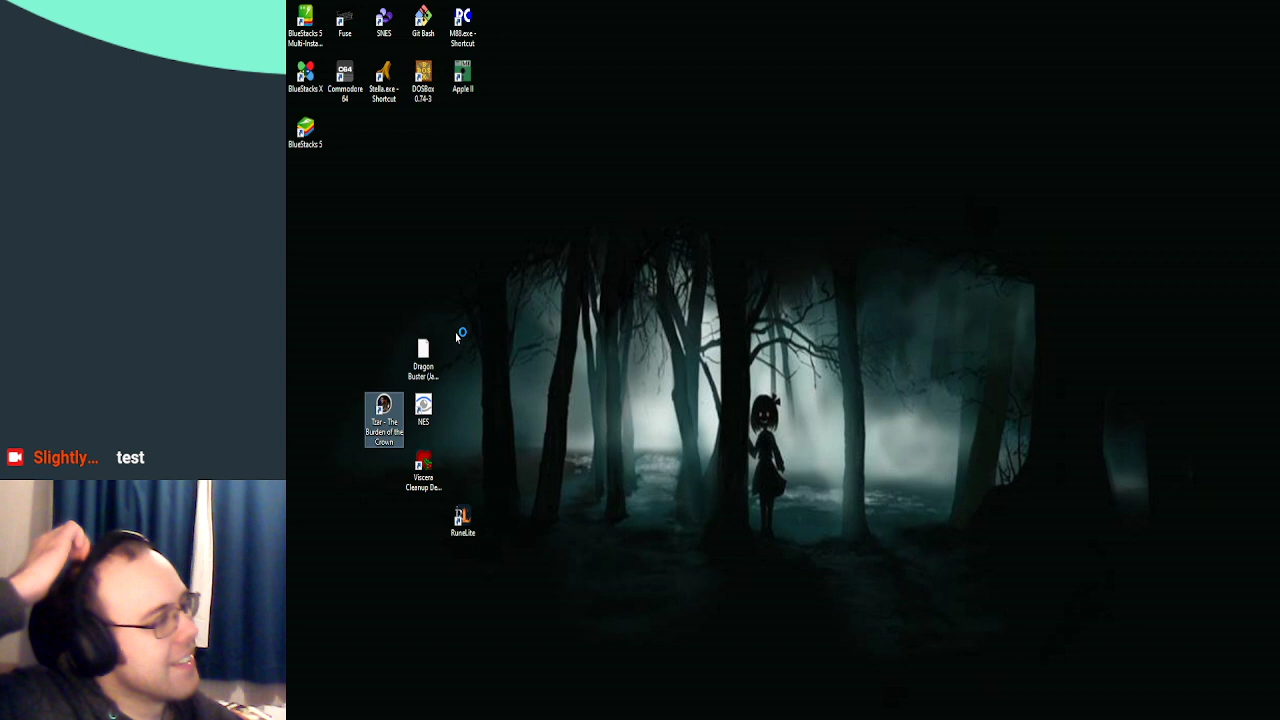 BlueStacks 5
Multi-Insta...
Fuse
SNES
Git Bash
M88.exe -
Shortcut
BlueStacks X
Commodore
64
Stella.exe -
Shortcut
DOSBox
0.74-3
Apple II
BlueStacks 5
Dragon
Buster (Ja...
Tzar - The
Burden of the
Crown
NES
Viscera
Cleanup De...
RuneLite
Slightly... test